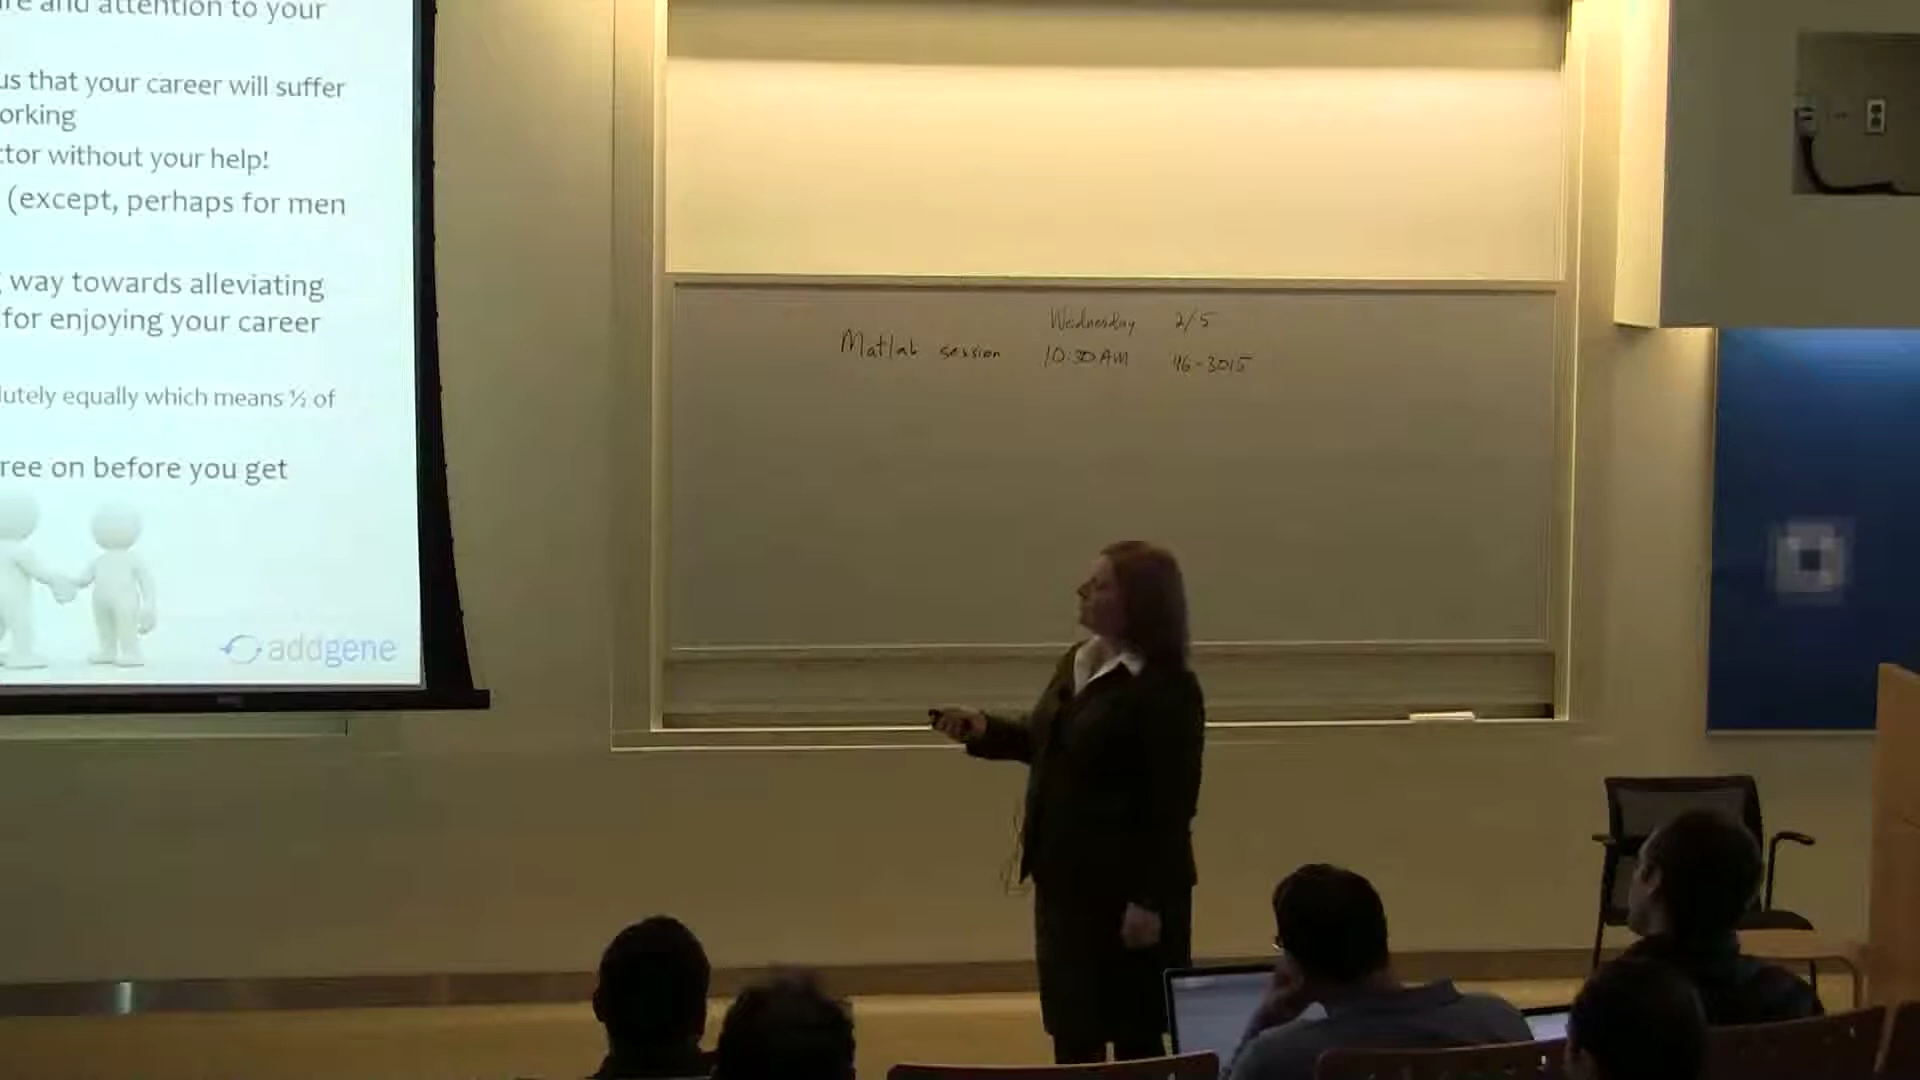 re and attention to your
us that your career will suffer
orking
ctor without your help!
(except, perhaps for men
way towards alleviating
for enjoying your career
lutely equally which means ½ of
ree on before you get
addgene
Wednesday 2/5
Matlab session 10:30 AM 46-3015